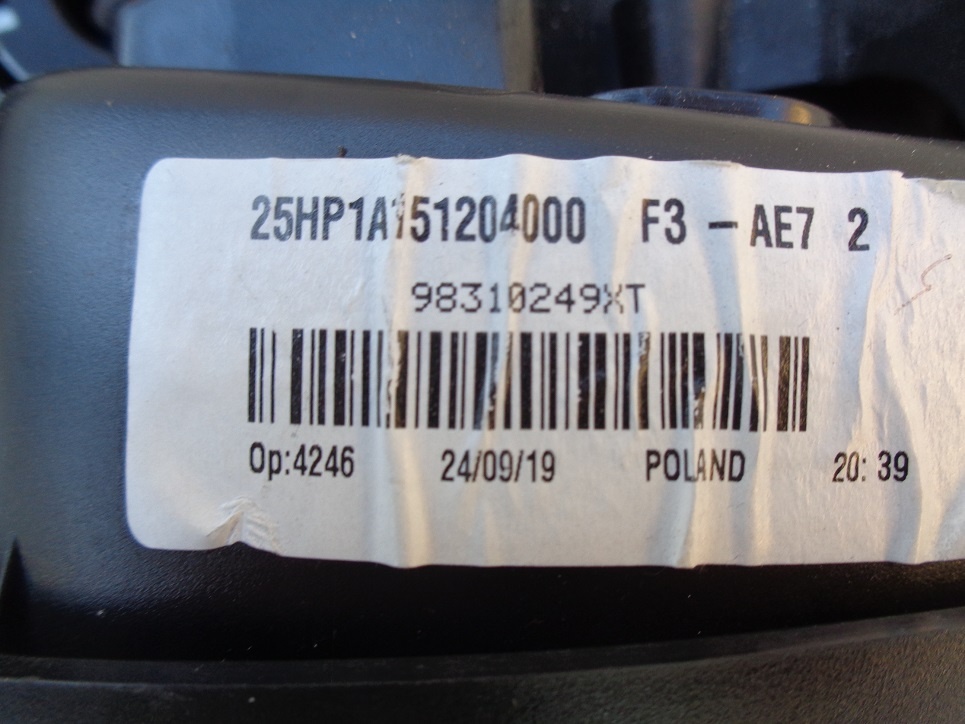 25HP1A151204000 F3 - AE7 2
98310249XT
Op:4246 24/09/19 POLAND 20: 39